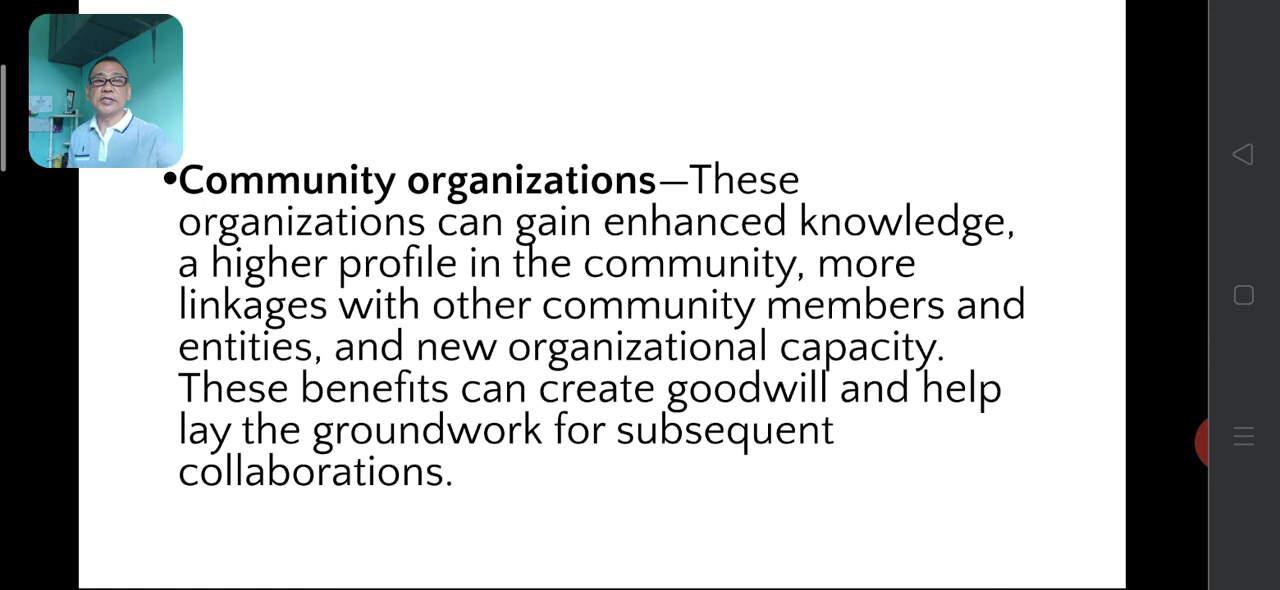 •Community organizations—These
organizations can gain enhanced knowledge,
a higher profile in the community, more
linkages with other community members and
entities, and new organizational capacity.
These benefits can create goodwill and help
lay the groundwork for subsequent
collaborations.